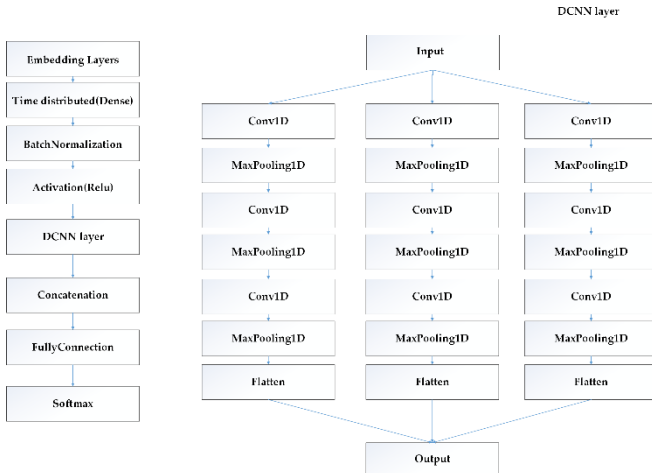 DCNN layer
Embedding Layers
Time distributed(Dense)
BatchNormalization
Activation(Relu)
DCNN layer
Concatenation
FullyConnection
Softmax
Input
Conv1D Conv1D Conv1D
MaxPooling1D MaxPooling1D MaxPooling1D
Conv1D Conv1D Conv1D
MaxPooling1D MaxPooling1D MaxPooling1D
Conv1D Conv1D Conv1D
MaxPooling1D MaxPooling1D MaxPooling1D
Flatten Flatten Flatten
Output